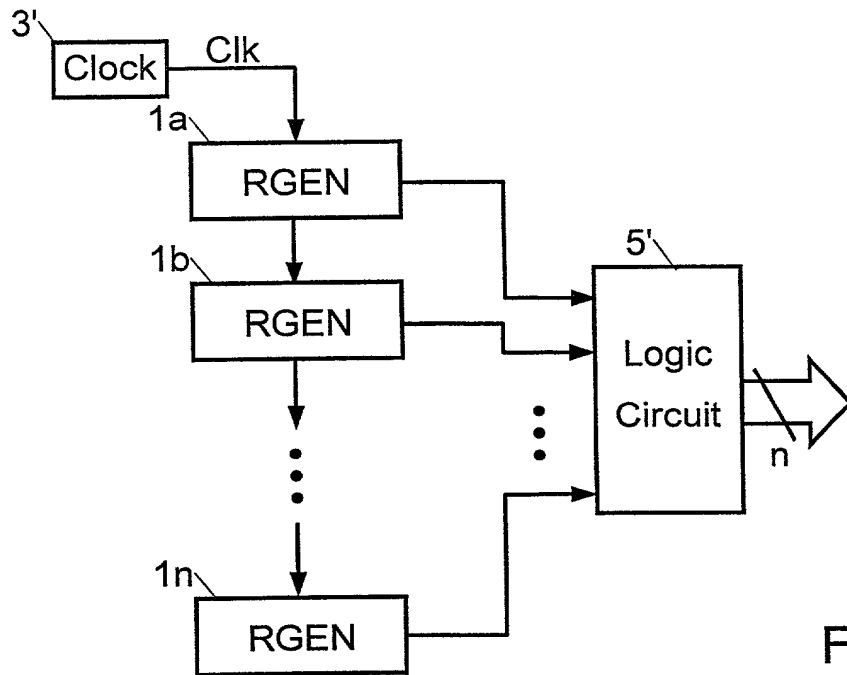 3'
Clock
Clk
1a
RGEN
1b
RGEN
5'
Logic
Circuit
n
1n
RGEN
F